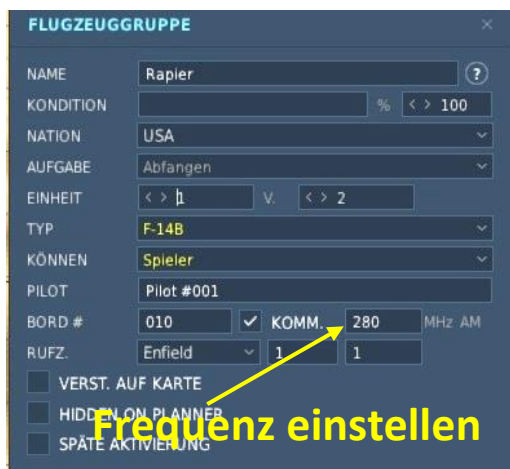 FLUGZEUGGRUPPE ×
NAME Rapier ?
KONDITION % < > 100
NATION USA
AUFGABE Abfangen
EINHEIT < > 1 V. < > 2
TYP F-14B
KÖNNEN Spieler
PILOT Pilot #001
BORD # 010 KOMM. 280 MHz AM
RUFZ. Enfield 1 1
VERST. AUF KARTE
HIDDEN ON PLANNER
Frequenz einstellen
SPÄTE AKTIVIERUNG